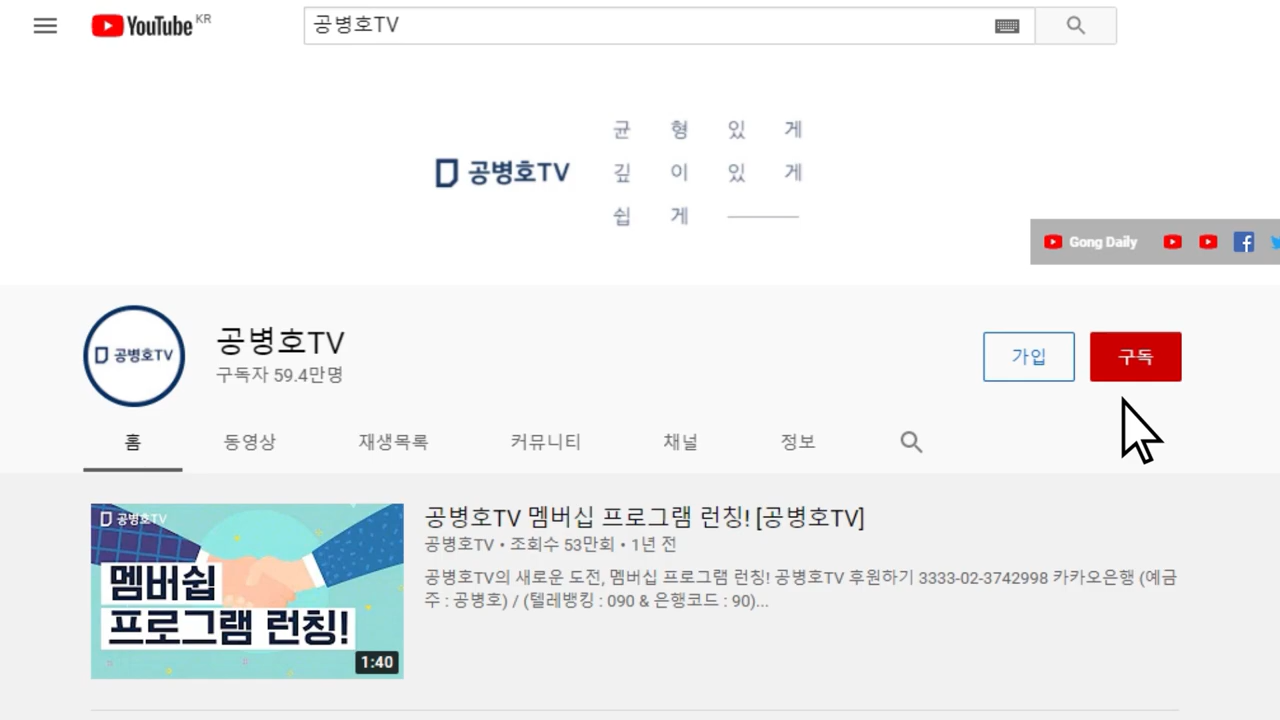 YouTube KR
공병호TV
균형있게
공병호TV
깊이있게
쉽게
Gong Daily
공병호TV
공병호TV
구독자 59.4만명
가입
구독
홈
동영상
재생목록
커뮤니티
채널
정보
공병호TV
멤버쉽
프로그램 런칭!
1:40
공병호TV 멤버십 프로그램 런칭! [공병호TV]
공병호TV • 조회수 53만회 • 1년 전
공병호TV의 새로운 도전, 멤버십 프로그램 런칭! 공병호TV 후원하기 3333-02-3742998 카카오은행 (예금
주 : 공병호) / (텔레뱅킹 : 090 & 은행코드 : 90)...